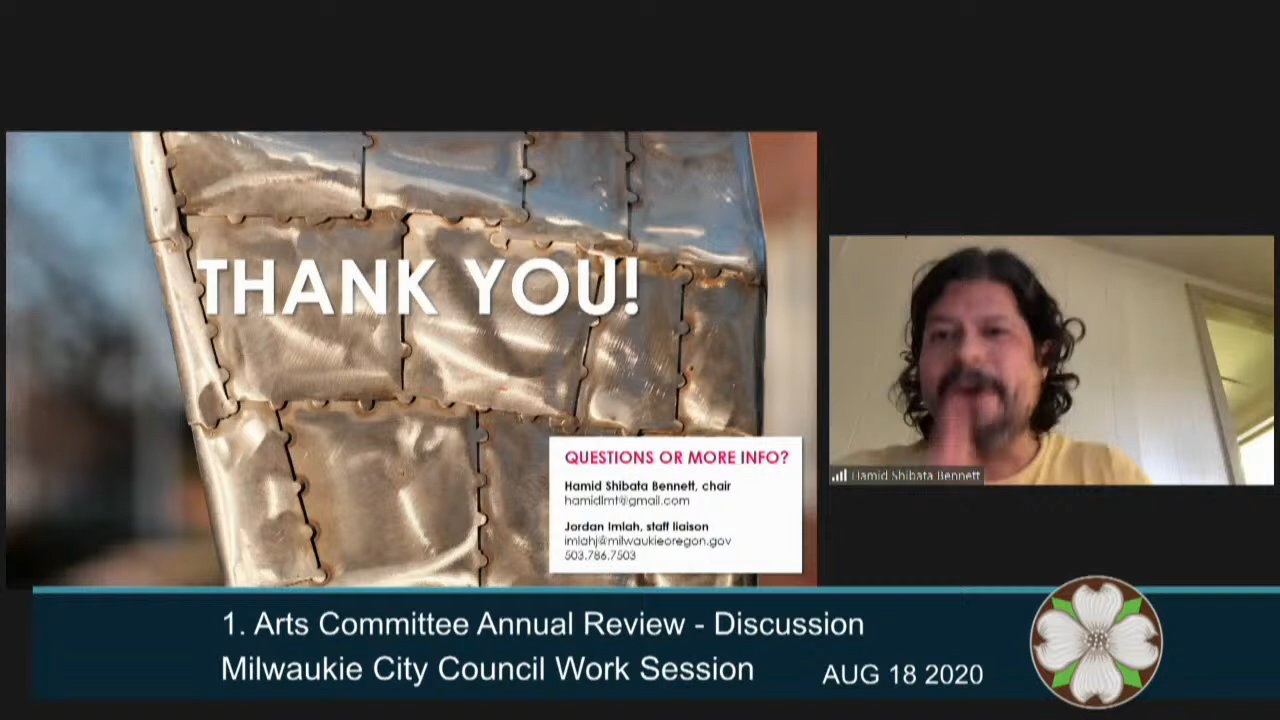 THANK YOU!
QUESTIONS OR MORE INFO?
Hamid Shibata Bennett, chair
hamidlmt@gmail.com
Jordan Imlah, staff liaison
imlahj@milwaukieoregon.gov
503.786.7503
Hamid Shibata Bennett
1. Arts Committee Annual Review - Discussion
Milwaukie City Council Work Session
AUG 18 2020